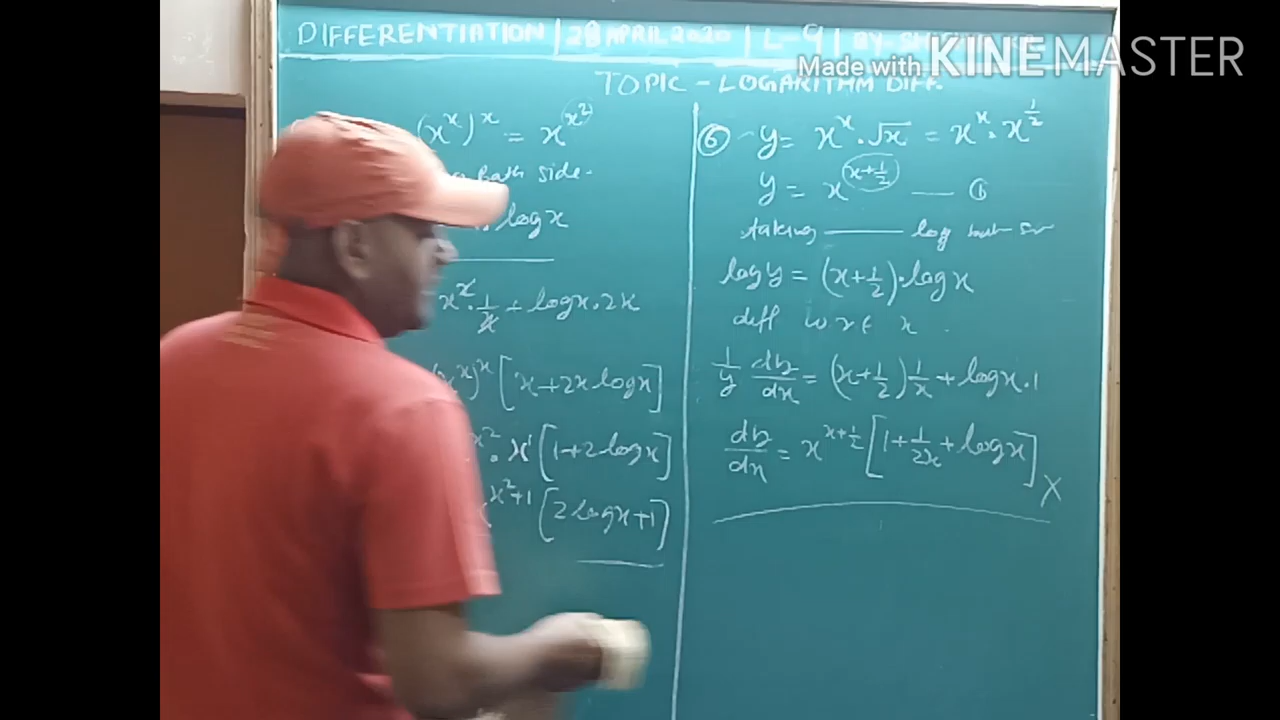 DIFFERENTIATION | 28 APRIL 2020 | L-9 | BY
Made with KINEMASTER
TOPIC - LOGARITHM DIFF.
(x^x)^x = x^(x^2)
Both side-
log x
x^2 · 1/x + log x · 2x
x^x)^x [x + 2x log x]
x^2 · x^1 [1 + 2 log x]
x^2+1 [2 log x + 1]
⑥ y = x^x · √x = x^x · x^1/2
y = x^(x+1/2) — ①
taking — log both
log y = (x + 1/2) · log x
diff w r t x
1/y dy/dx = (x + 1/2) 1/x + log x · 1
dy/dx = x^x+1/2 [1 + 1/2x + log x]